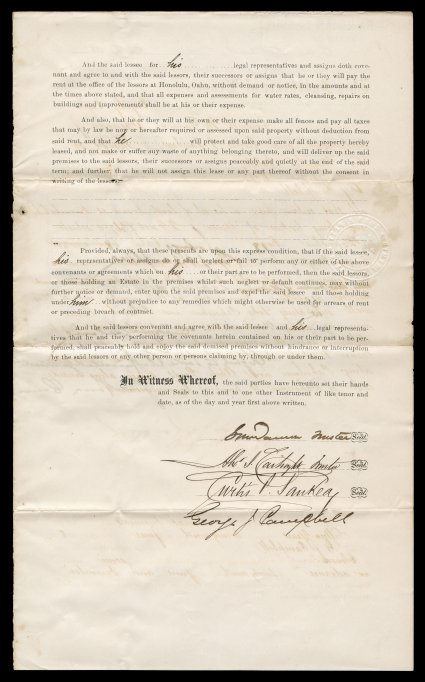 And the said lessee for his legal representatives and assigns doth cove-
nant and agree to and with the said lessors, their successors or assigns that he or they will pay the
rent at the office of the lessors at Honolulu, Oahu, without demand or notice, in the amounts and at
the times above stated, and that all expenses and assessments for water rates, cleansing, repairs on
buildings and improvements shall be at his or their expense.
And also, that he or they will at his own or their expense make all fences and pay all taxes
that may by law be now or hereafter required or assessed upon said property without deduction from
said rent, and that he will protect and take good care of all the property hereby
leased, and not make or suffer any waste of anything belonging thereto, and will deliver up the said
premises to the said lessors, their successors or assigns peaceably and quietly at the end of the said
term; and further, that he will not assign this lease or any part thereof without the consent in
writing of the lessors
Provided, always, that these presents are upon this express condition, that if the said lessee,
his representatives or assigns do or shall neglect or fail to perform any or either of the above
convenants or agreements which on his or their part are to be performed, then the said lessors,
or those holding an Estate in the premises whilst such neglect or default continues, may without
further notice or demand, enter upon the said premises and expel the said lessee and those holding
under him without prejudice to any remedies which might otherwise be used for arrears of rent
or preceding breach of contract.
And the said lessors convenant and agree with the said lessee and his legal representa-
tives that he and they performing the covenants herein contained on his or their part to be per-
formed, shall peaceably hold and enjoy the said demised premises without hindrance or interruption
by the said lessors or any other person or persons claiming by, through or under them.
In Witness Whereof, the said parties have hereunto set their hands
and Seals to this and to one other Instrument of like tenor and
date, as of the day and year first above written.
Trustee Seal
Trustee Seal
Curtis P. Iaukea Seal
George J Campbell